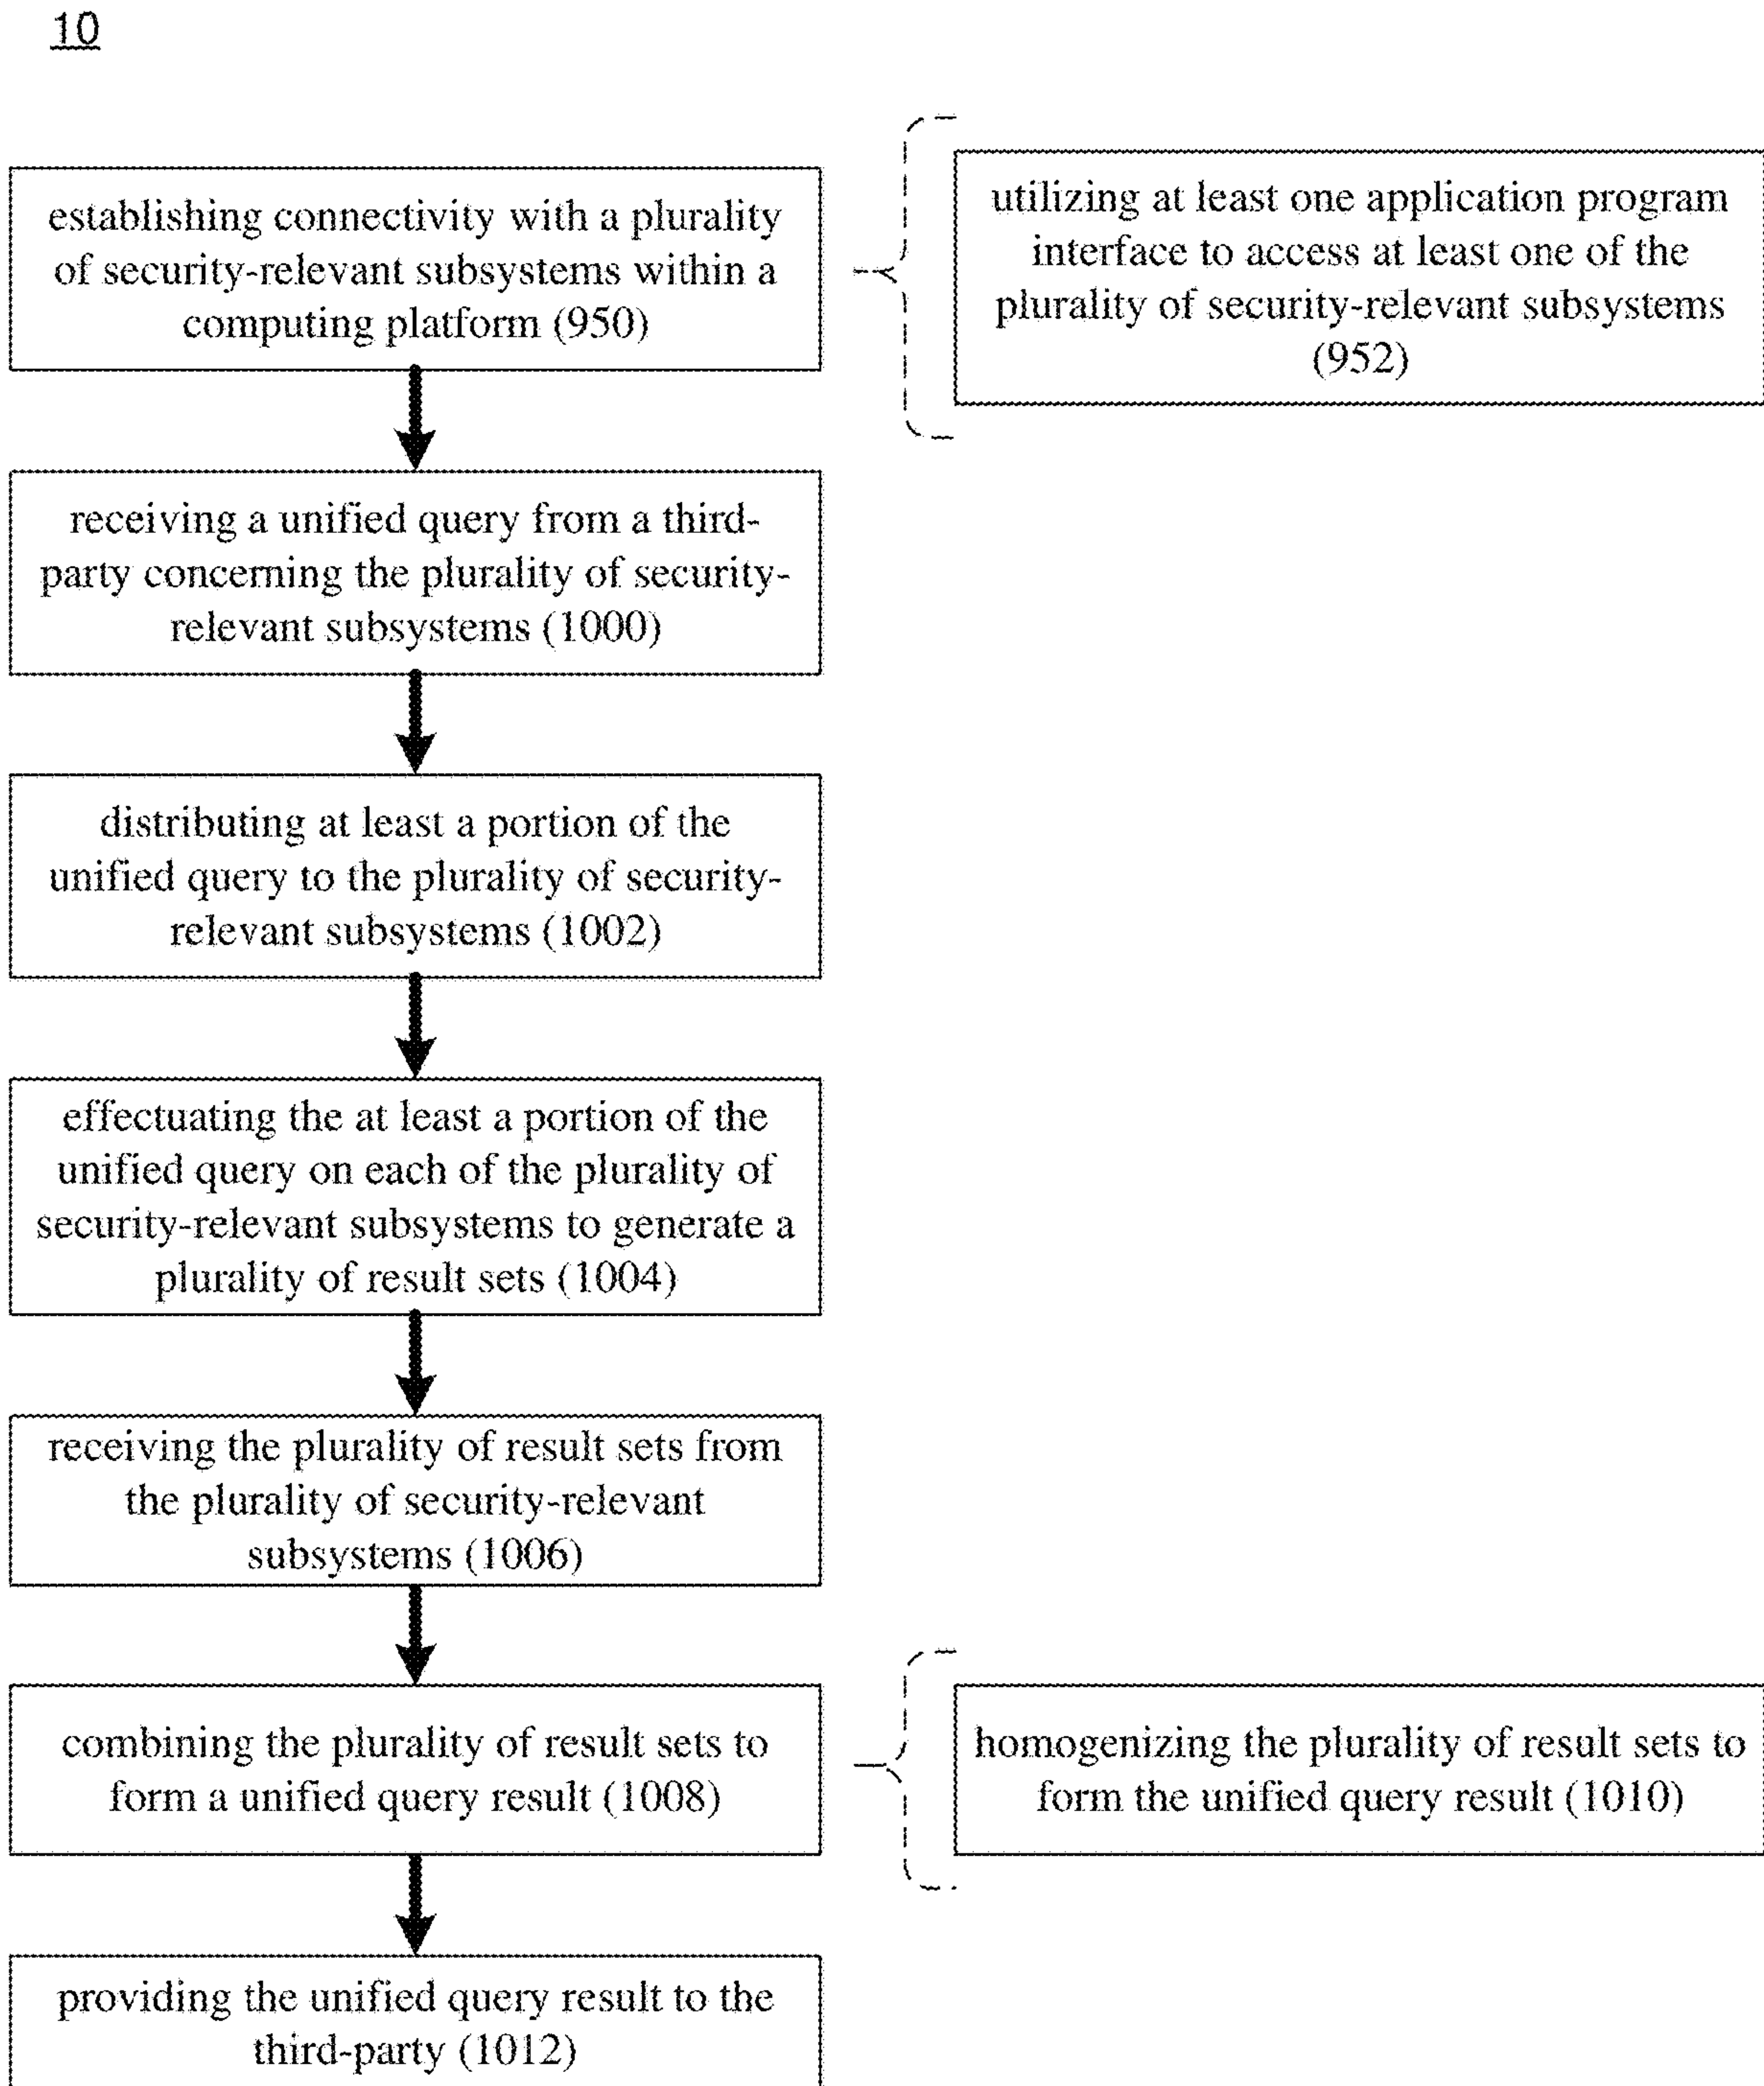 10
establishing connectivity with a plurality
of security-relevant subsystems within a
computing platform (950)
utilizing at least one application program
interface to access at least one of the
plurality of security-relevant subsystems
(952)
receiving a unified query from a third-
party concerning the plurality of security-
relevant subsystems (1000)
distributing at least a portion of the
unified query to the plurality of security-
relevant subsystems (1002)
effectuating the at least a portion of the
unified query on each of the plurality of
security-relevant subsystems to generate a
plurality of result sets (1004)
receiving the plurality of result sets from
the plurality of security-relevant
subsystems (1006)
combining the plurality of result sets to
form a unified query result (1008)
homogenizing the plurality of result sets to
form the unified query result (1010)
providing the unified query result to the
third-party (1012)